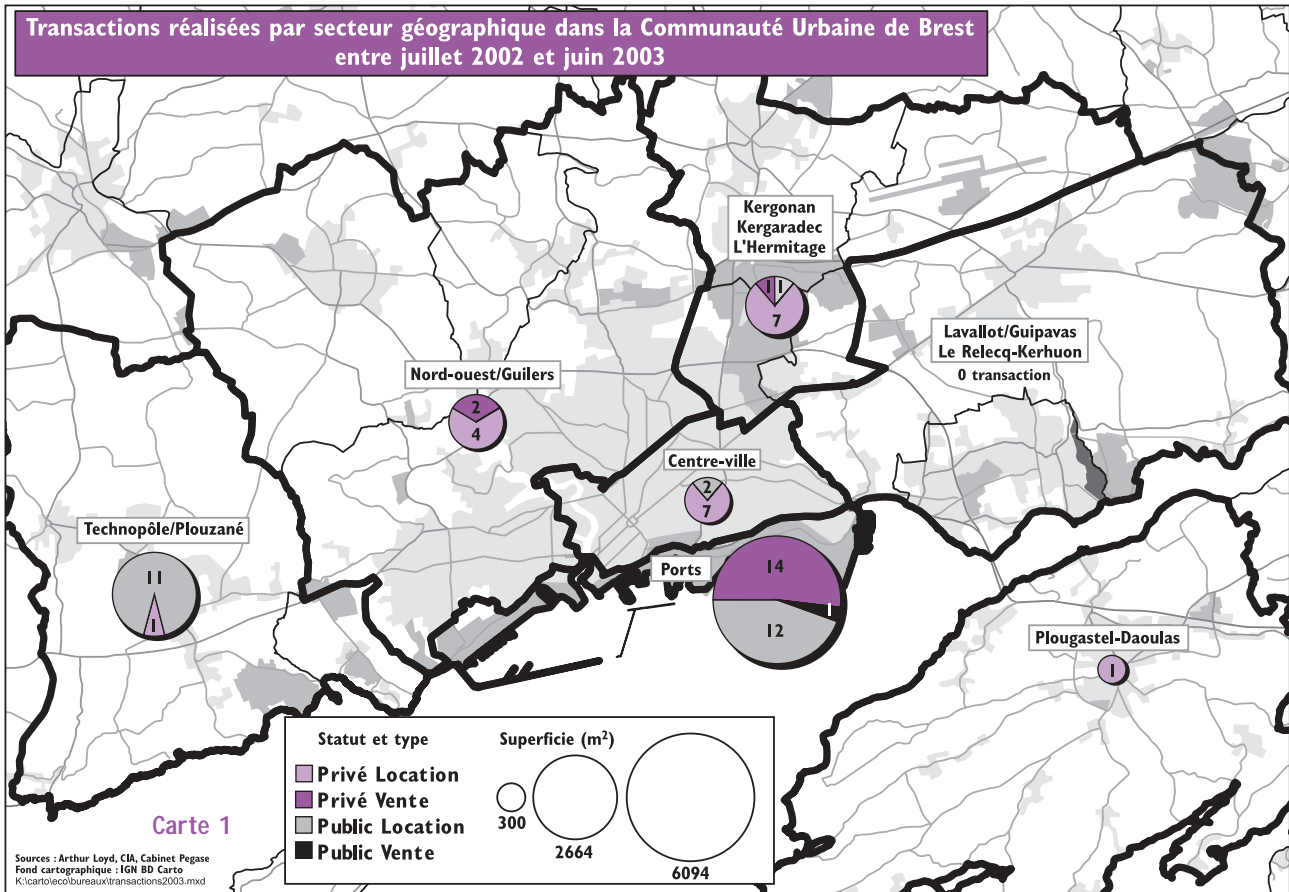 Transactions réalisées par secteur géographique dans la Communauté Urbaine de Brest
entre juillet 2002 et juin 2003
Kergonan
Kergaradec
L'Hermitage
1
1
7
Lavallot/Guipavas
Le Relecq-Kerhuon
0 transaction
Nord-ouest/Guilers
2
4
Centre-ville
2
7
Technopôle/Plouzané
11
1
Ports
14
1
12
Plougastel-Daoulas
1
Statut et type
Privé Location
Privé Vente
Public Location
Public Vente
Superficie (m²)
300
2664
6094
Carte 1
Sources : Arthur Loyd, CIA, Cabinet Pegase
Fond cartographique : IGN BD Carto
K:\carto\eco\bureaux\transactions2003.mxd